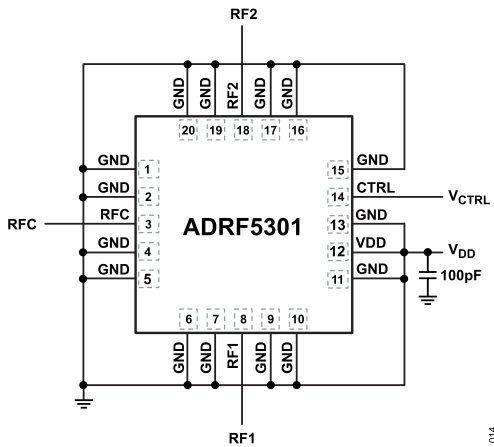 RF2
GND
GND
RF2
GND
GND
20
19
18
17
16
GND
1
15
GND
GND
2
14
CTRL
VCTRL
RFC
RFC
3
ADRF5301
13
GND
GND
4
12
VDD
VDD
GND
5
11
GND
100pF
6
7
8
9
10
GND
GND
RF1
GND
GND
RF1
014